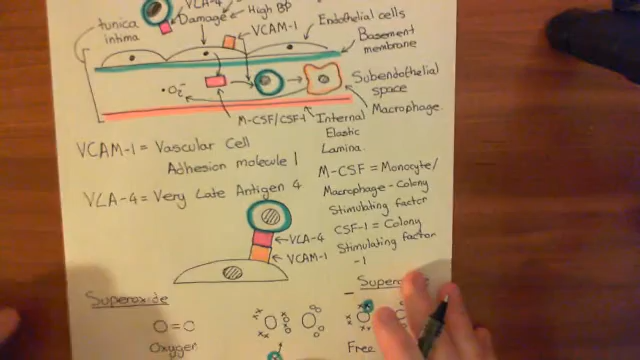 VLA-4
Damage
High BP
Endothelial cells
tunica
intima
VCAM-1
Basement
membrane
• O₂⁻
Subendothelial
space
Macrophage.
M-CSF/CSF-1
Internal
Elastic
Lamina.
VCAM-1 = Vascular Cell
Adhesion molecule 1
VLA-4 = Very Late Antigen 4
M-CSF = Monocyte/
Macrophage-Colony
Stimulating factor
CSF-1 = Colony
Stimulating factor
-1
VLA-4
VCAM-1
Superoxide
Oxygen
Free